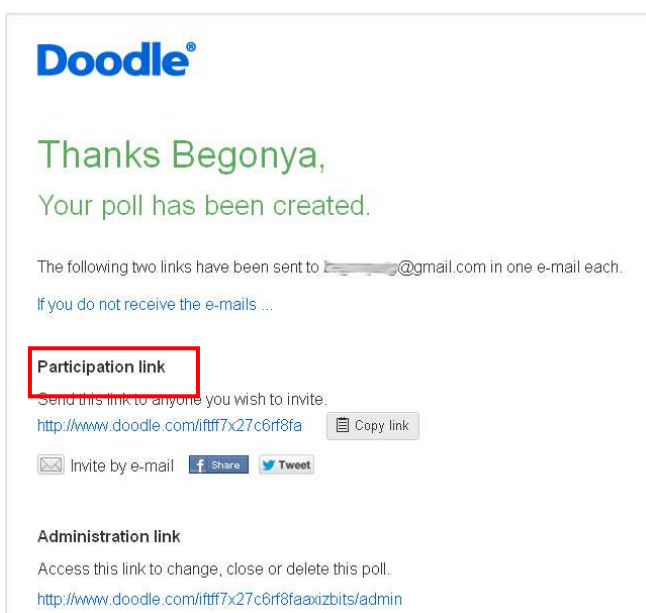 Doodle®
Thanks Begonya,
Your poll has been created.
The following two links have been sent to @gmail.com in one e-mail each.
If you do not receive the e-mails ...
Participation link
Send this link to anyone you wish to invite.
http://www.doodle.com/iftff7x27c6rf8fa Copy link
Invite by e-mail f Share Tweet
Administration link
Access this link to change, close or delete this poll.
http://www.doodle.com/iftff7x27c6rf8faaxizbits/admin